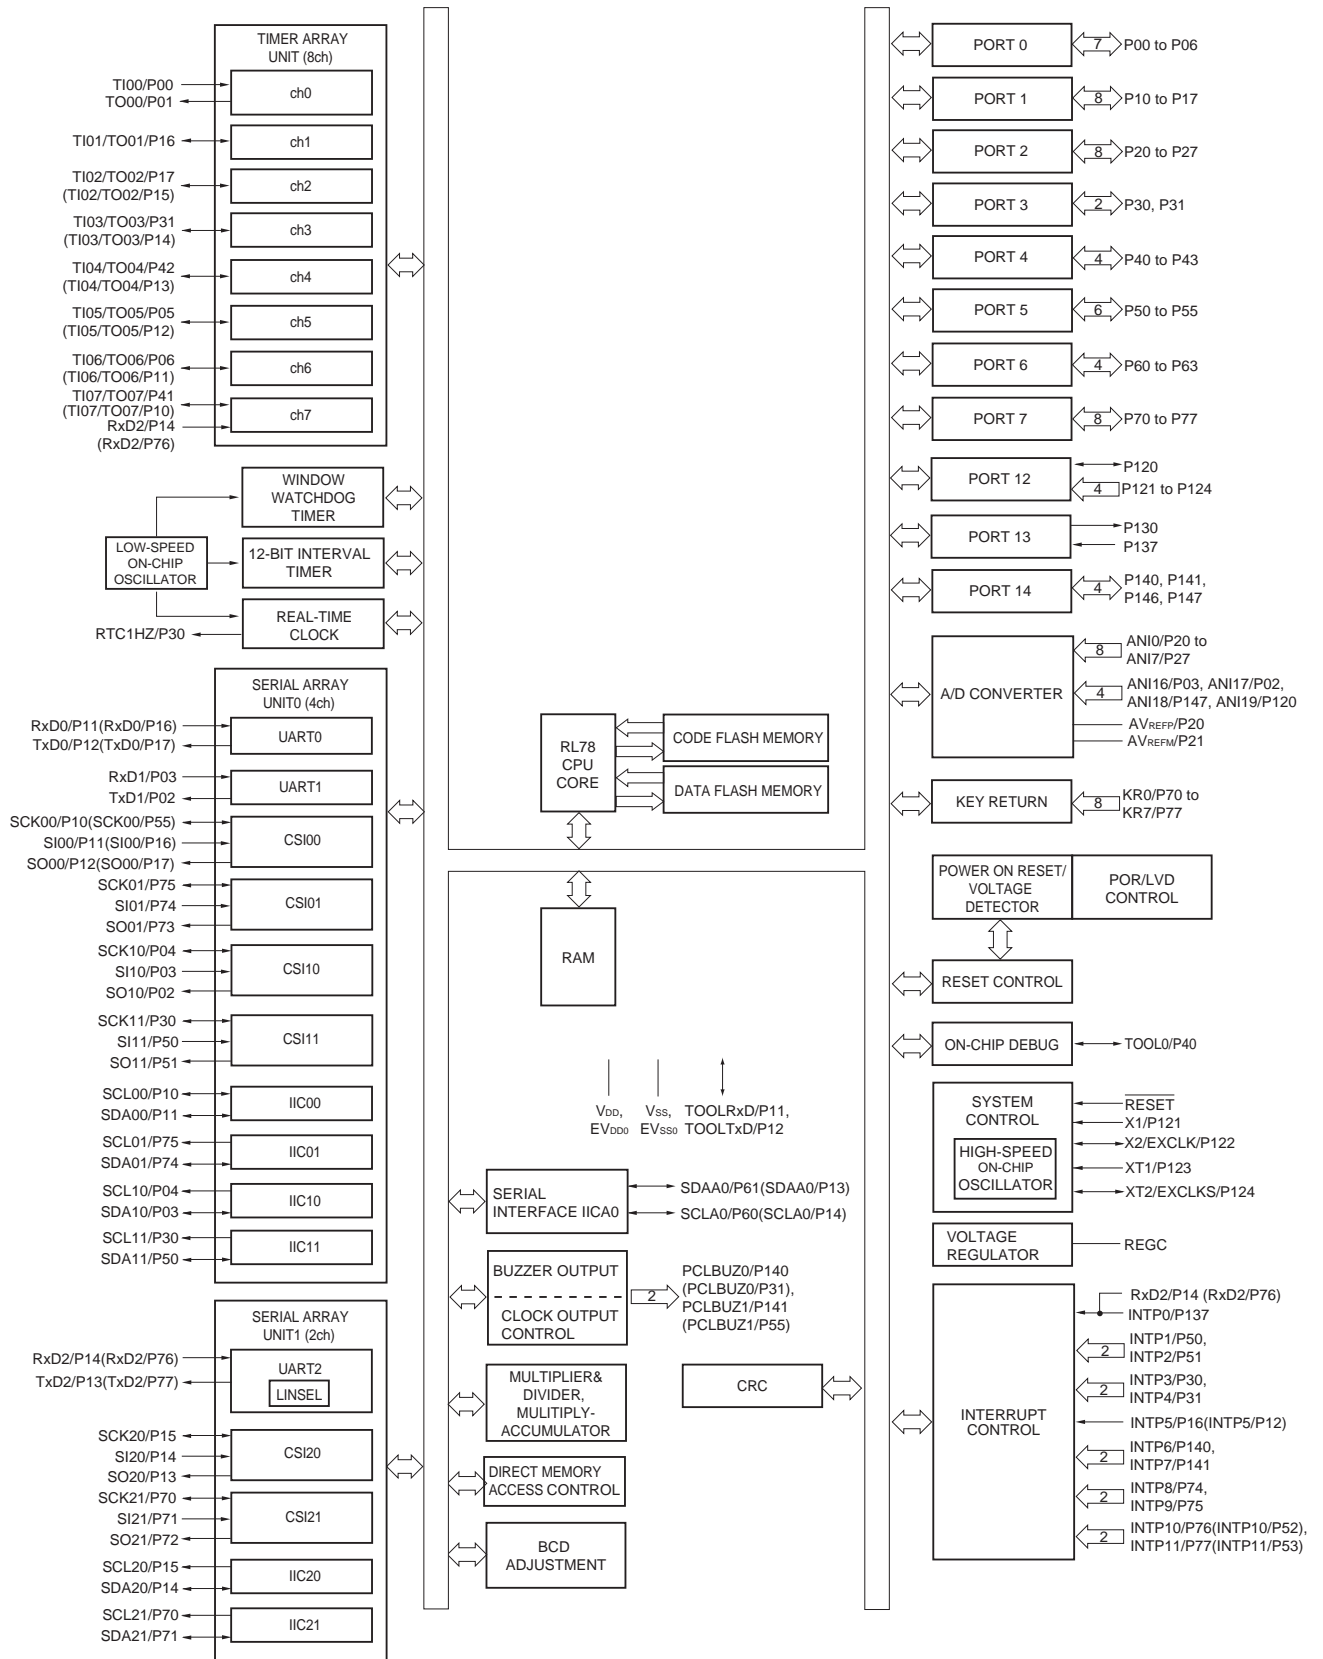 TIMER ARRAY
UNIT (8ch)
TI00/P00
TO00/P01
ch0
TI01/TO01/P16
ch1
TI02/TO02/P17
(TI02/TO02/P15)
ch2
TI03/TO03/P31
(TI03/TO03/P14)
ch3
TI04/TO04/P42
(TI04/TO04/P13)
ch4
TI05/TO05/P05
(TI05/TO05/P12)
ch5
TI06/TO06/P06
(TI06/TO06/P11)
ch6
TI07/TO07/P41
(TI07/TO07/P10)
RxD2/P14
(RxD2/P76)
ch7
WINDOW
WATCHDOG
TIMER
LOW-SPEED
ON-CHIP
OSCILLATOR
12-BIT INTERVAL
TIMER
REAL-TIME
CLOCK
RTC1HZ/P30
SERIAL ARRAY
UNIT0 (4ch)
RxD0/P11(RxD0/P16)
TxD0/P12(TxD0/P17)
UART0
RxD1/P03
TxD1/P02
UART1
SCK00/P10(SCK00/P55)
SI00/P11(SI00/P16)
SO00/P12(SO00/P17)
CSI00
SCK01/P75
SI01/P74
SO01/P73
CSI01
SCK10/P04
SI10/P03
SO10/P02
CSI10
SCK11/P30
SI11/P50
SO11/P51
CSI11
SCL00/P10
SDA00/P11
IIC00
SCL01/P75
SDA01/P74
IIC01
SCL10/P04
SDA10/P03
IIC10
SCL11/P30
SDA11/P50
IIC11
SERIAL ARRAY
UNIT1 (2ch)
RxD2/P14(RxD2/P76)
TxD2/P13(TxD2/P77)
UART2
LINSEL
SCK20/P15
SI20/P14
SO20/P13
CSI20
SCK21/P70
SI21/P71
SO21/P72
CSI21
SCL20/P15
SDA20/P14
IIC20
SCL21/P70
SDA21/P71
IIC21
RL78
CPU
CORE
CODE FLASH MEMORY
DATA FLASH MEMORY
RAM
VDD,
EVDD0
VSS,
EVSS0
TOOLRxD/P11,
TOOLTxD/P12
SERIAL
INTERFACE IICA0
SDAA0/P61(SDAA0/P13)
SCLA0/P60(SCLA0/P14)
BUZZER OUTPUT
CLOCK OUTPUT
CONTROL
2
PCLBUZ0/P140
(PCLBUZ0/P31),
PCLBUZ1/P141
(PCLBUZ1/P55)
MULTIPLIER&
DIVIDER,
MULITIPLY-
ACCUMULATOR
CRC
DIRECT MEMORY
ACCESS CONTROL
BCD
ADJUSTMENT
PORT 0
7
P00 to P06
PORT 1
8
P10 to P17
PORT 2
8
P20 to P27
PORT 3
2
P30, P31
PORT 4
4
P40 to P43
PORT 5
6
P50 to P55
PORT 6
4
P60 to P63
PORT 7
8
P70 to P77
PORT 12
P120
4
P121 to P124
PORT 13
P130
P137
PORT 14
4
P140, P141,
P146, P147
A/D CONVERTER
8
ANI0/P20 to
ANI7/P27
4
ANI16/P03, ANI17/P02,
ANI18/P147, ANI19/P120
AVREFP/P20
AVREFM/P21
KEY RETURN
8
KR0/P70 to
KR7/P77
POWER ON RESET/
VOLTAGE
DETECTOR
POR/LVD
CONTROL
RESET CONTROL
ON-CHIP DEBUG
TOOL0/P40
SYSTEM
CONTROL
HIGH-SPEED
ON-CHIP
OSCILLATOR
RESET
X1/P121
X2/EXCLK/P122
XT1/P123
XT2/EXCLKS/P124
VOLTAGE
REGULATOR
REGC
INTERRUPT
CONTROL
RxD2/P14 (RxD2/P76)
INTP0/P137
2
INTP1/P50,
INTP2/P51
2
INTP3/P30,
INTP4/P31
INTP5/P16(INTP5/P12)
2
INTP6/P140,
INTP7/P141
2
INTP8/P74,
INTP9/P75
2
INTP10/P76(INTP10/P52),
INTP11/P77(INTP11/P53)